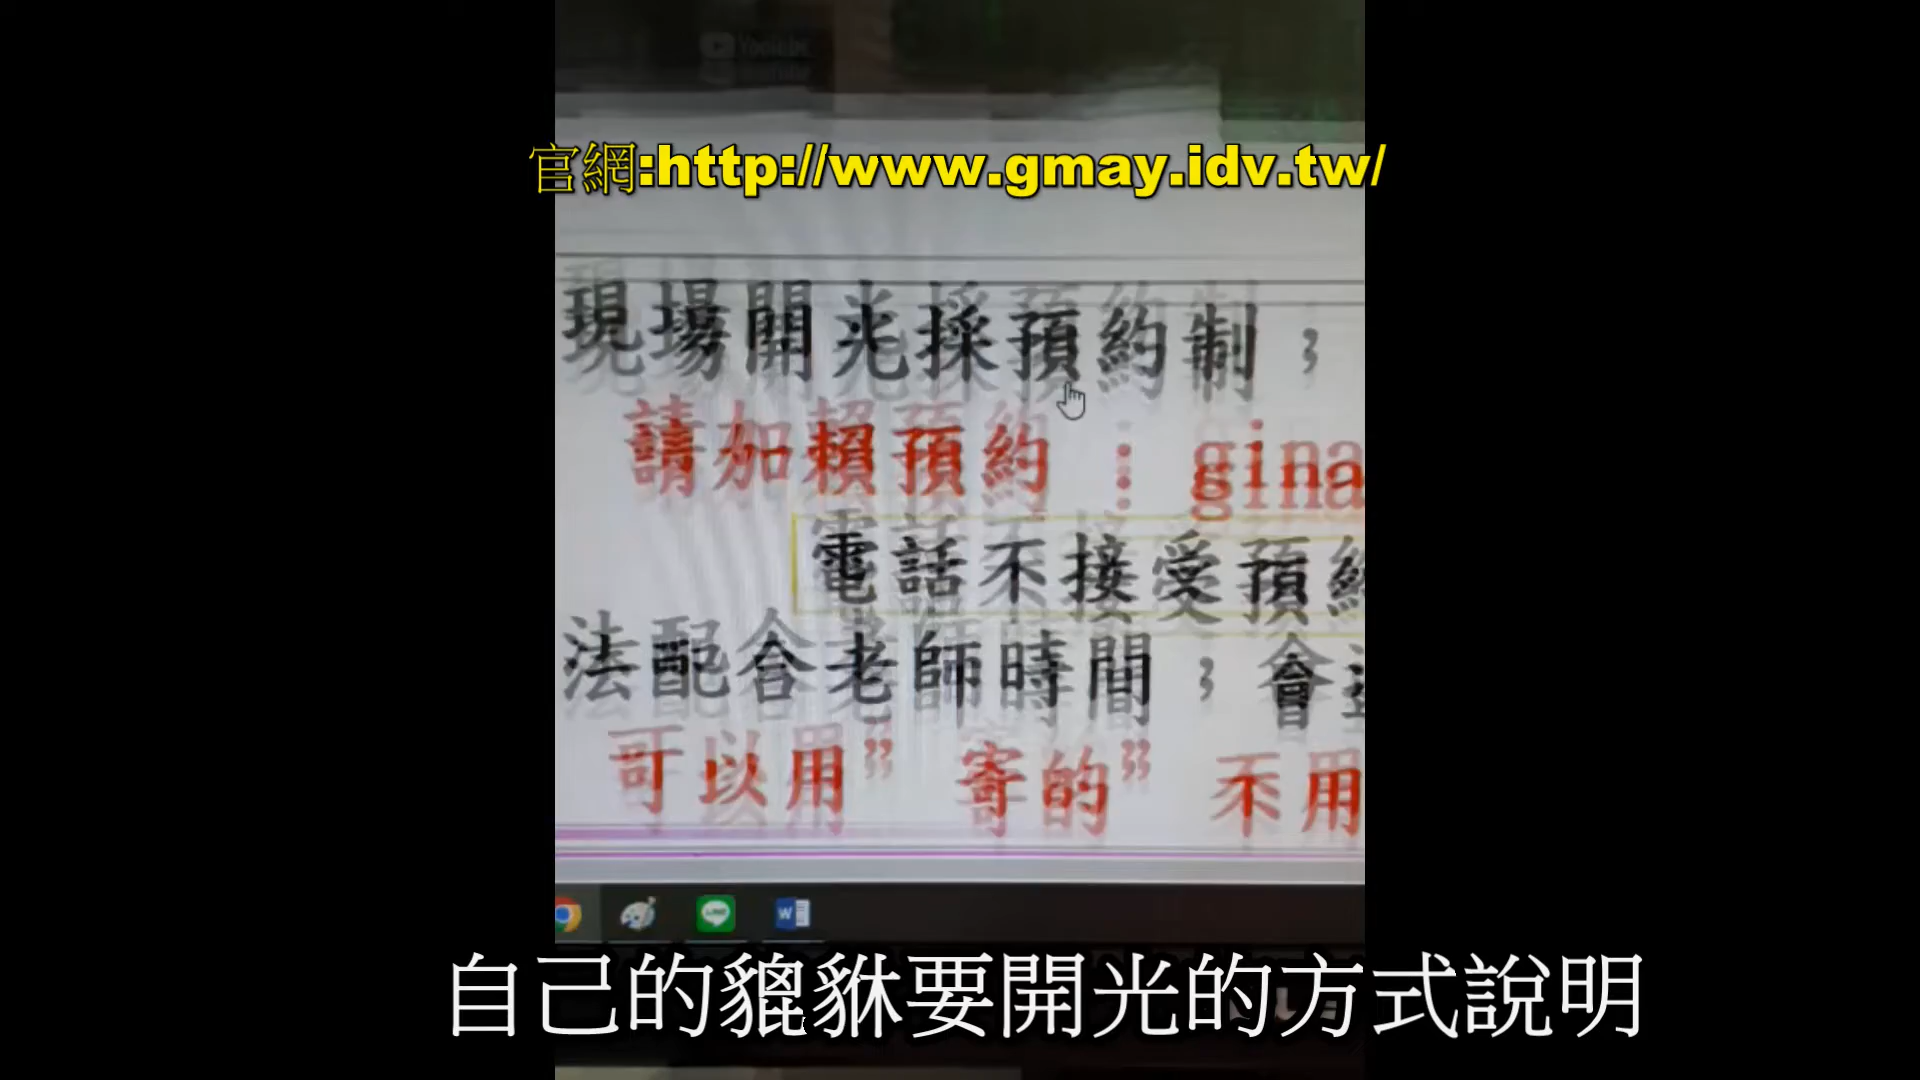 YouTube
官網:http://www.gmay.idv.tw/
現場開光採預約制，
請加賴預約：gina
電話不接受預約
法配合老師時間，會
可以用” 寄的” 不用
自己的貔貅要開光的方式說明